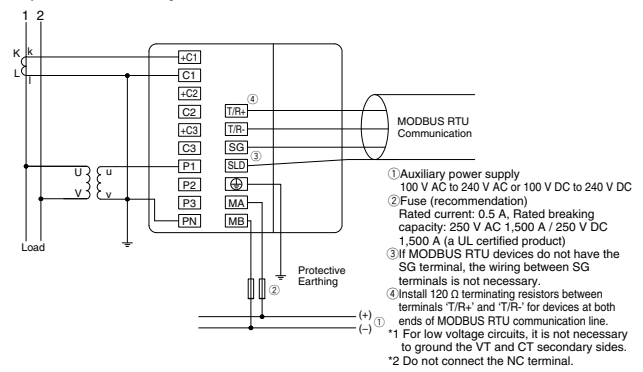 1 2
K k
L l
+C1
C1
+C2
C2
+C3
C3
P1
P2
P3
PN
④
T/R+
T/R-
SG
③
SLD
MA
MB
U u
V v
Load
MODBUS RTU
Communication
Protective
Earthing
②
(+)
(−)
①
①Auxiliary power supply
100 V AC to 240 V AC or 100 V DC to 240 V DC
②Fuse (recommendation)
Rated current: 0.5 A, Rated breaking
capacity: 250 V AC 1,500 A / 250 V DC
1,500 A (a UL certified product)
③If MODBUS RTU devices do not have the
SG terminal, the wiring between SG
terminals is not necessary.
④Install 120 Ω terminating resistors between
terminals ‘T/R+’ and ‘T/R-’ for devices at both
ends of MODBUS RTU communication line.
*1 For low voltage circuits, it is not necessary
to ground the VT and CT secondary sides.
*2 Do not connect the NC terminal.